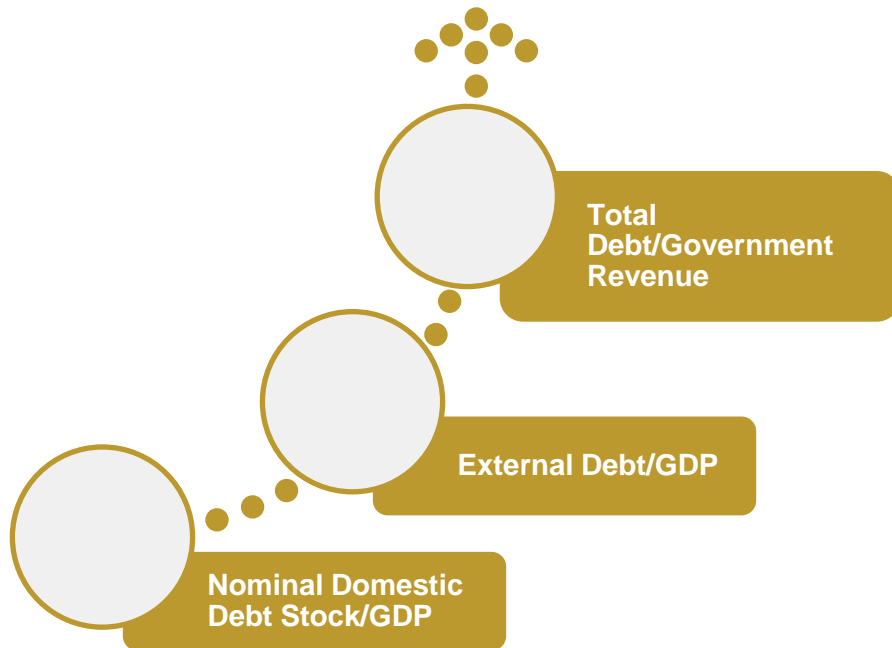 Total
Debt/Government
Revenue
External Debt/GDP
Nominal Domestic
Debt Stock/GDP